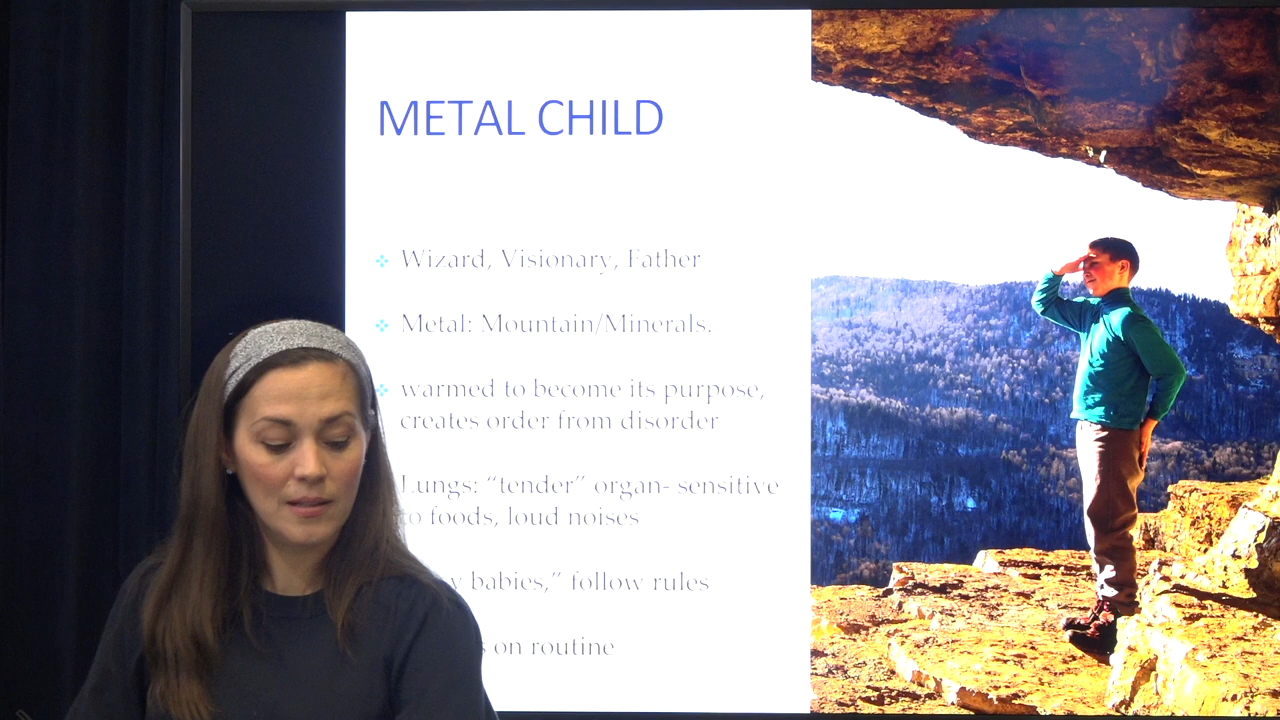 METAL CHILD
Wizard, Visionary, Father
Metal: Mountain/Minerals.
warmed to become its purpose,
creates order from disorder
Lungs: “tender” organ- sensitive
to foods, loud noises
babies,” follow rules
on routine